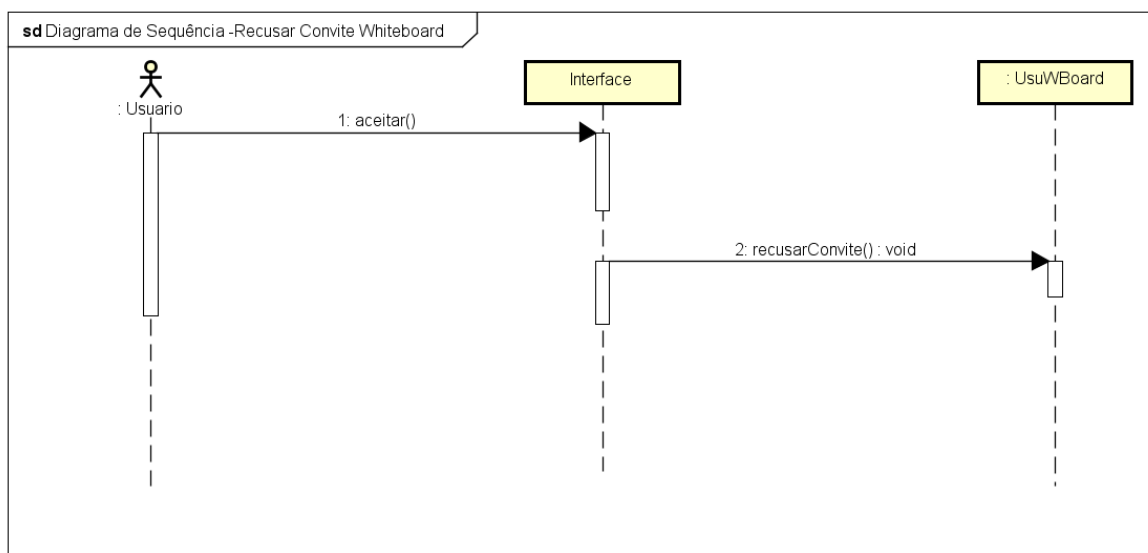 sd Diagrama de Sequência -Recusar Convite Whiteboard
: Usuario
Interface
: UsuWBoard
1: aceitar()
2: recusarConvite() : void